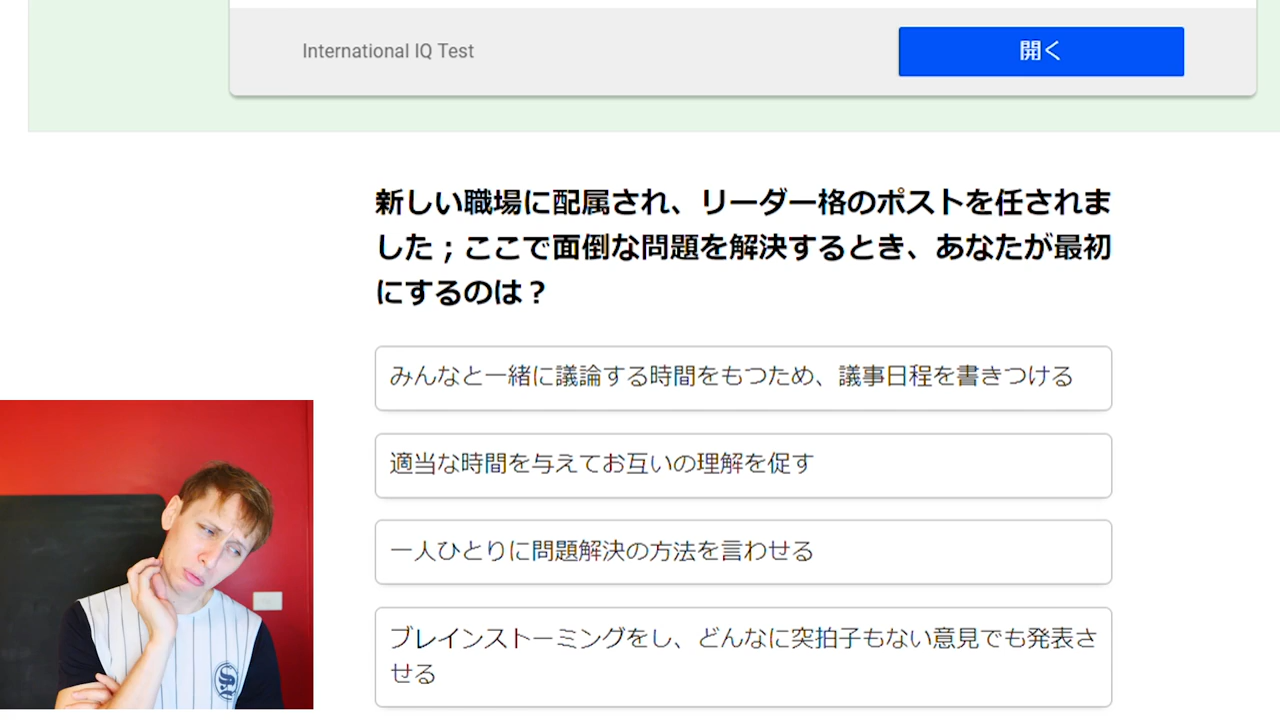 International IQ Test
開く
新しい職場に配属され、リーダー格のポストを任されま
した；ここで面倒な問題を解決するとき、あなたが最初
にするのは？
みんなと一緒に議論する時間をもつため、議事日程を書きつける
適当な時間を与えてお互いの理解を促す
一人ひとりに問題解決の方法を言わせる
ブレインストーミングをし、どんなに突拍子もない意見でも発表さ
せる